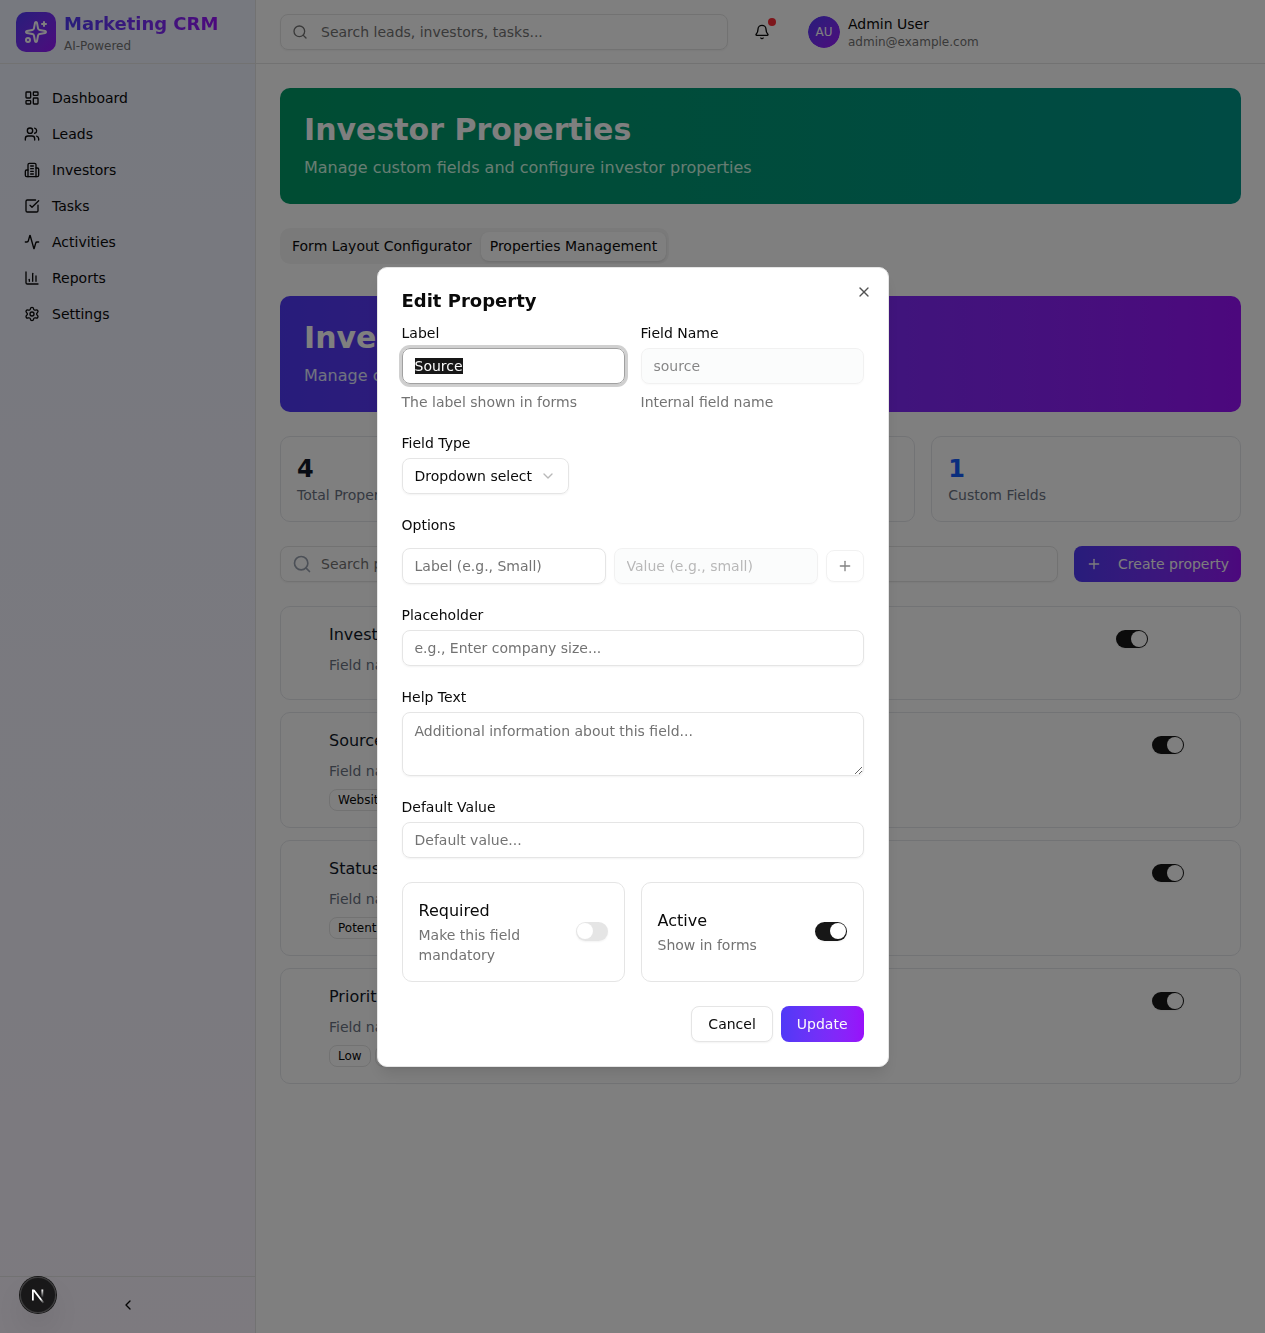 Marketing CRM
AI-Powered
Search leads, investors, tasks...
AU
Admin User
admin@example.com
Dashboard
Leads
Investors
Tasks
Activities
Reports
Settings
Investor Properties
Manage custom fields and configure investor properties
Form Layout Configurator
Properties Management
Inve
Manage
4
Total Proper
1
Custom Fields
Search
Create property
Invest
Field na
Source
Field na
Websit
Status
Field na
Potent
Priorit
Field na
Low
Edit Property
Label
Field Name
Source
source
The label shown in forms
Internal field name
Field Type
Dropdown select
Options
Label (e.g., Small)
Value (e.g., small)
Placeholder
e.g., Enter company size...
Help Text
Additional information about this field...
Default Value
Default value...
Required
Make this field
mandatory
Active
Show in forms
Cancel
Update
N